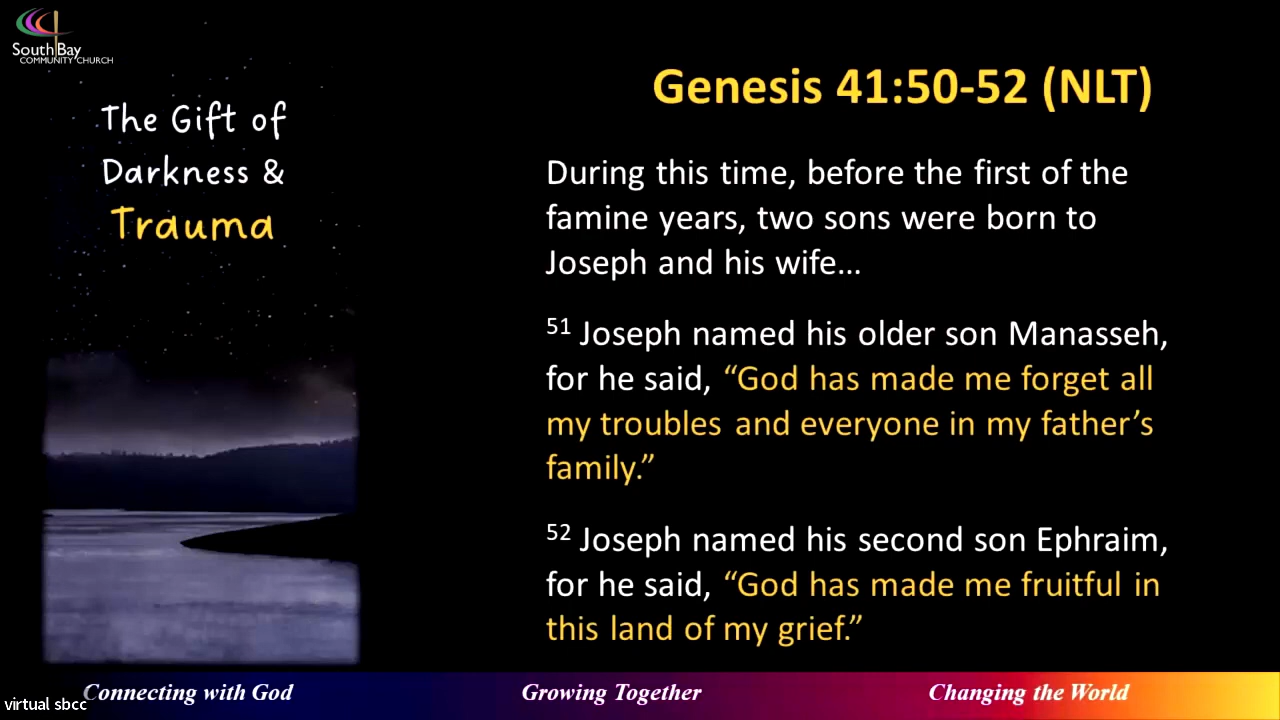 South Bay
COMMUNITY CHURCH
The Gift of
Darkness &
Trauma
Genesis 41:50-52 (NLT)
During this time, before the first of the
famine years, two sons were born to
Joseph and his wife…
51 Joseph named his older son Manasseh,
for he said, “God has made me forget all
my troubles and everyone in my father’s
family.”
52 Joseph named his second son Ephraim,
for he said, “God has made me fruitful in
this land of my grief.”
Connecting with God
Growing Together
Changing the World
virtual sbcc